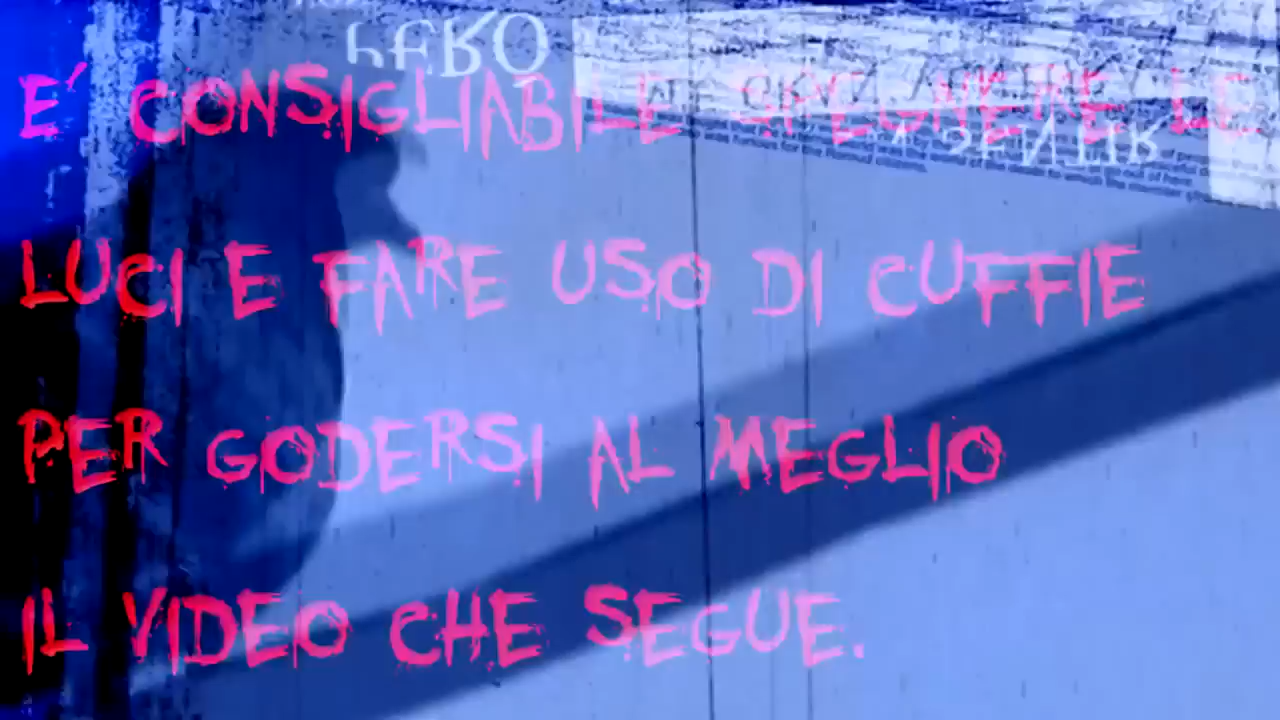 E' CONSIGLIABILE SPEGNERE LE
LUCI E FARE USO DI CUFFIE
PER GODERSI AL MEGLIO
IL VIDEO CHE SEGUE.